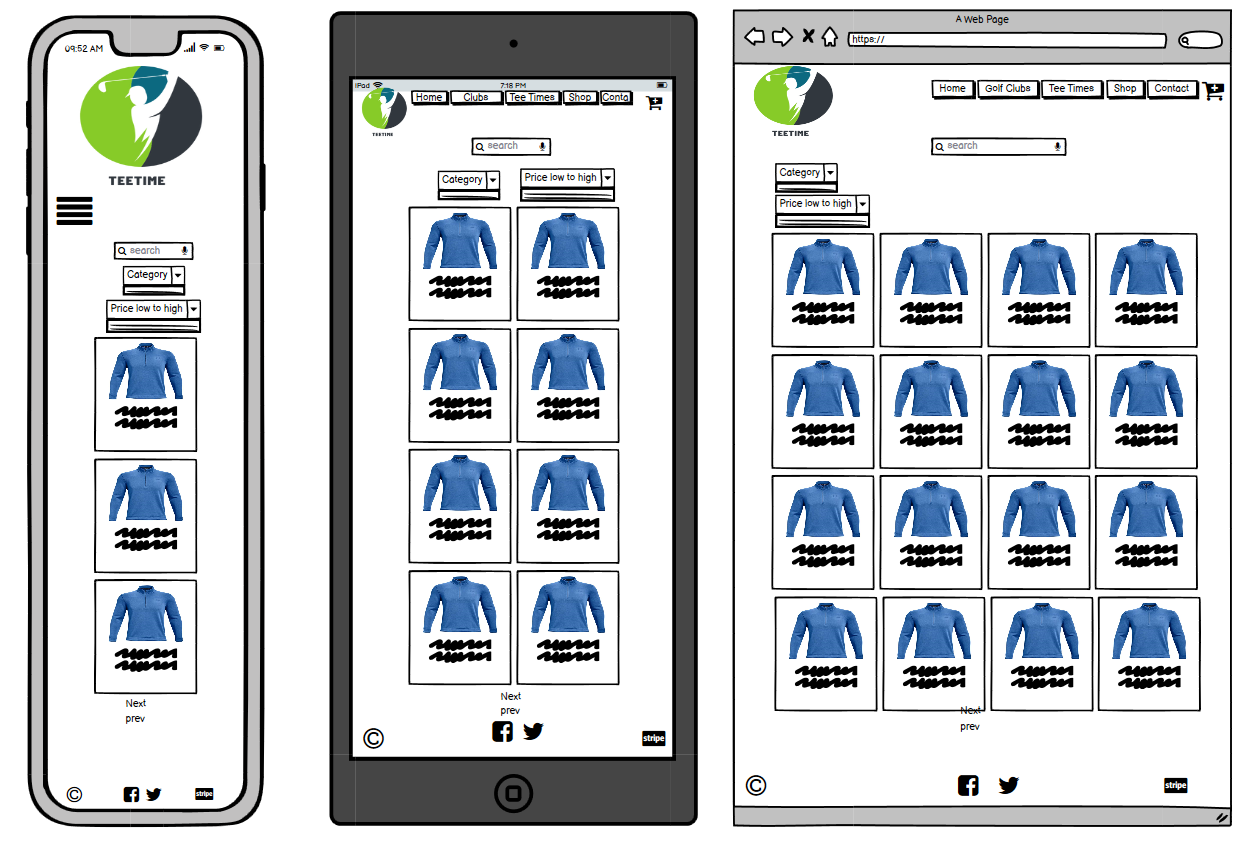 09:52 AM
TEETIME
search
Category
Price low to high
Next
prev
©
stripe
iPad
7:18 PM
Home
Clubs
Tee Times
Shop
Conta
TEETIME
search
Category
Price low to high
Next
prev
©
stripe
A Web Page
https://
Home
Golf Clubs
Tee Times
Shop
Contact
TEETIME
search
Category
Price low to high
Next
prev
©
stripe